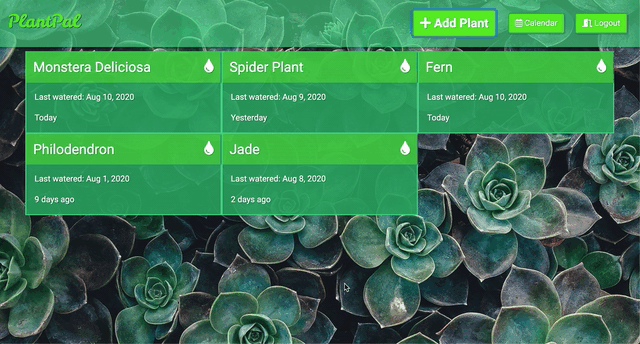 PlantPal
Add Plant
Calendar
Logout
Monstera Deliciosa
Last watered: Aug 10, 2020
Today
Spider Plant
Last watered: Aug 9, 2020
Yesterday
Fern
Last watered: Aug 10, 2020
Today
Philodendron
Last watered: Aug 1, 2020
9 days ago
Jade
Last watered: Aug 8, 2020
2 days ago